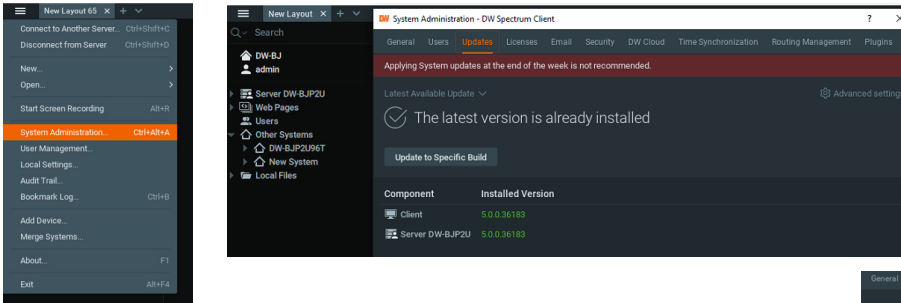 New Layout 65 × + 
Connect to Another Server... Ctrl+Shift+C
Disconnect from Server Ctrl+Shift+D
New... >
Open... >
Start Screen Recording Alt+R
System Administration... Ctrl+Alt+A
User Management...
Local Settings...
Audit Trail...
Bookmark Log... Ctrl+B
Add Device...
Merge Systems...
About... F1
Exit Alt+F4
New Layout × +
Search
DW-BJ
admin
Server DW-BJP2U
Web Pages
Users
Other Systems
DW-BJP2U96T
New System
Local Files
DW System Administration - DW Spectrum Client ? ×
General Users Updates Licenses Email Security DW Cloud Time Synchronization Routing Management Plugins
Applying System updates at the end of the week is not recommended.
Latest Available Update Advanced setting
The latest version is already installed
Update to Specific Build
Component Installed Version
Client 5.0.0.36183
Server DW-BJP2U 5.0.0.36183
General